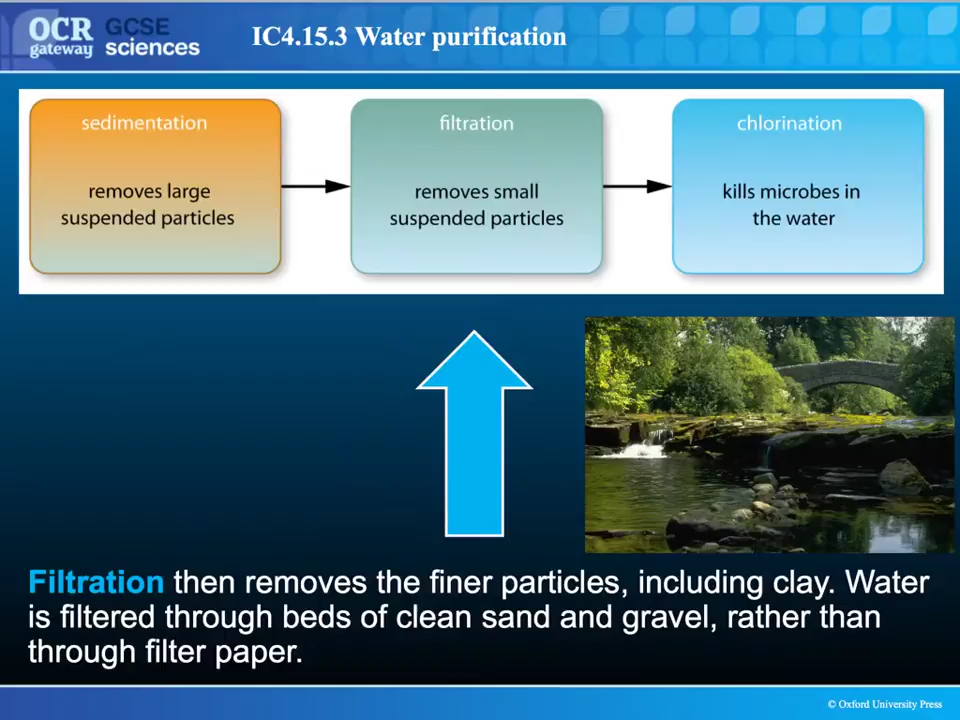 OCR
gateway
GCSE
sciences
IC4.15.3 Water purification
sedimentation
removes large
suspended particles
filtration
removes small
suspended particles
chlorination
kills microbes in
the water
Filtration then removes the finer particles, including clay. Water
is filtered through beds of clean sand and gravel, rather than
through filter paper.
© Oxford University Press